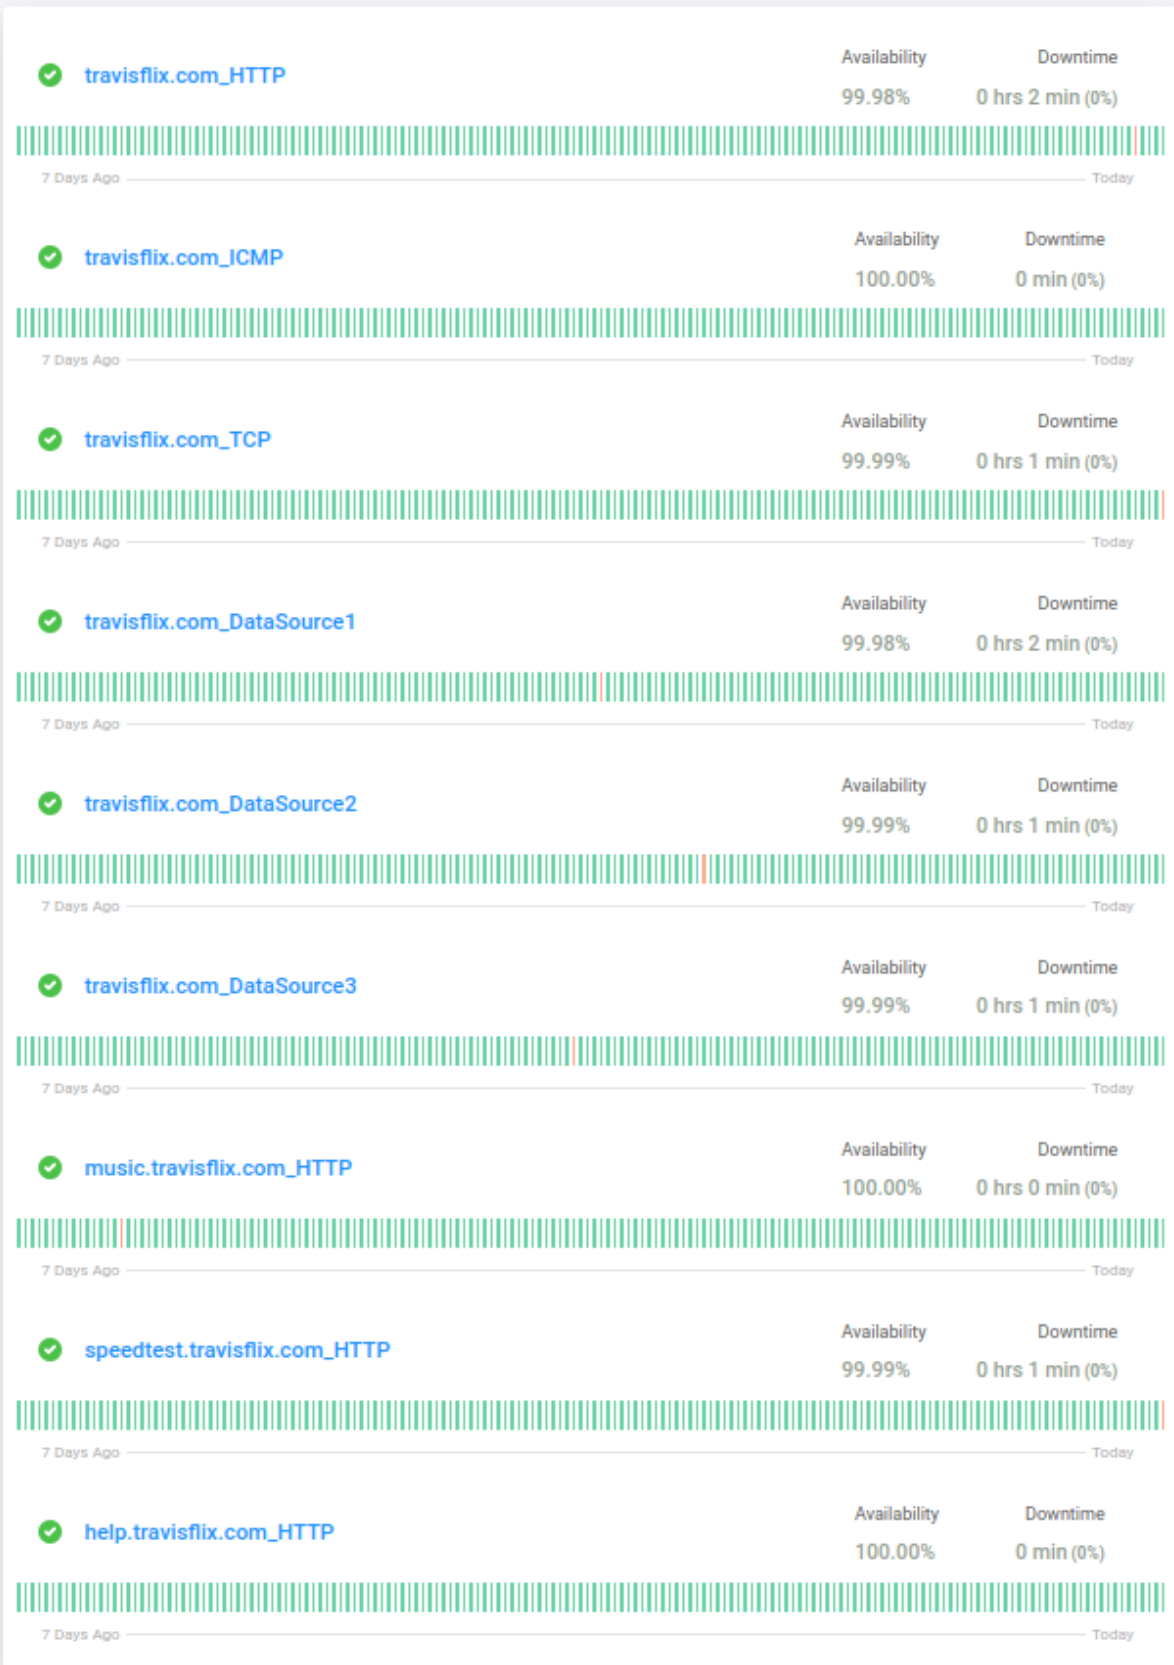 Availability Downtime
travisflix.com_HTTP
99.98% 0 hrs 2 min (0%)
7 Days Ago Today
Availability Downtime
travisflix.com_ICMP
100.00% 0 min (0%)
7 Days Ago Today
Availability Downtime
travisflix.com_TCP
99.99% 0 hrs 1 min (0%)
7 Days Ago Today
Availability Downtime
travisflix.com_DataSource1
99.98% 0 hrs 2 min (0%)
7 Days Ago Today
Availability Downtime
travisflix.com_DataSource2
99.99% 0 hrs 1 min (0%)
7 Days Ago Today
Availability Downtime
travisflix.com_DataSource3
99.99% 0 hrs 1 min (0%)
7 Days Ago Today
Availability Downtime
music.travisflix.com_HTTP
100.00% 0 hrs 0 min (0%)
7 Days Ago Today
Availability Downtime
speedtest.travisflix.com_HTTP
99.99% 0 hrs 1 min (0%)
7 Days Ago Today
Availability Downtime
help.travisflix.com_HTTP
100.00% 0 min (0%)
7 Days Ago Today